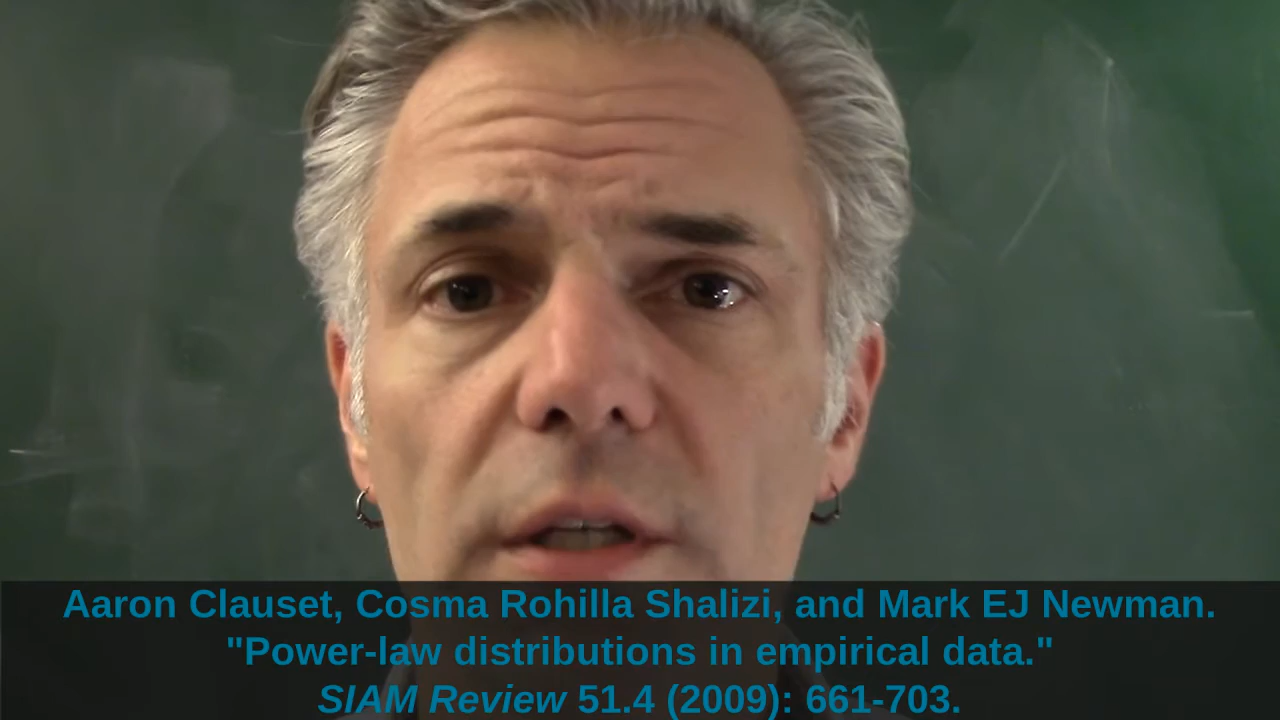 Aaron Clauset, Cosma Rohilla Shalizi, and Mark EJ Newman.
"Power-law distributions in empirical data."
SIAM Review 51.4 (2009): 661-703.